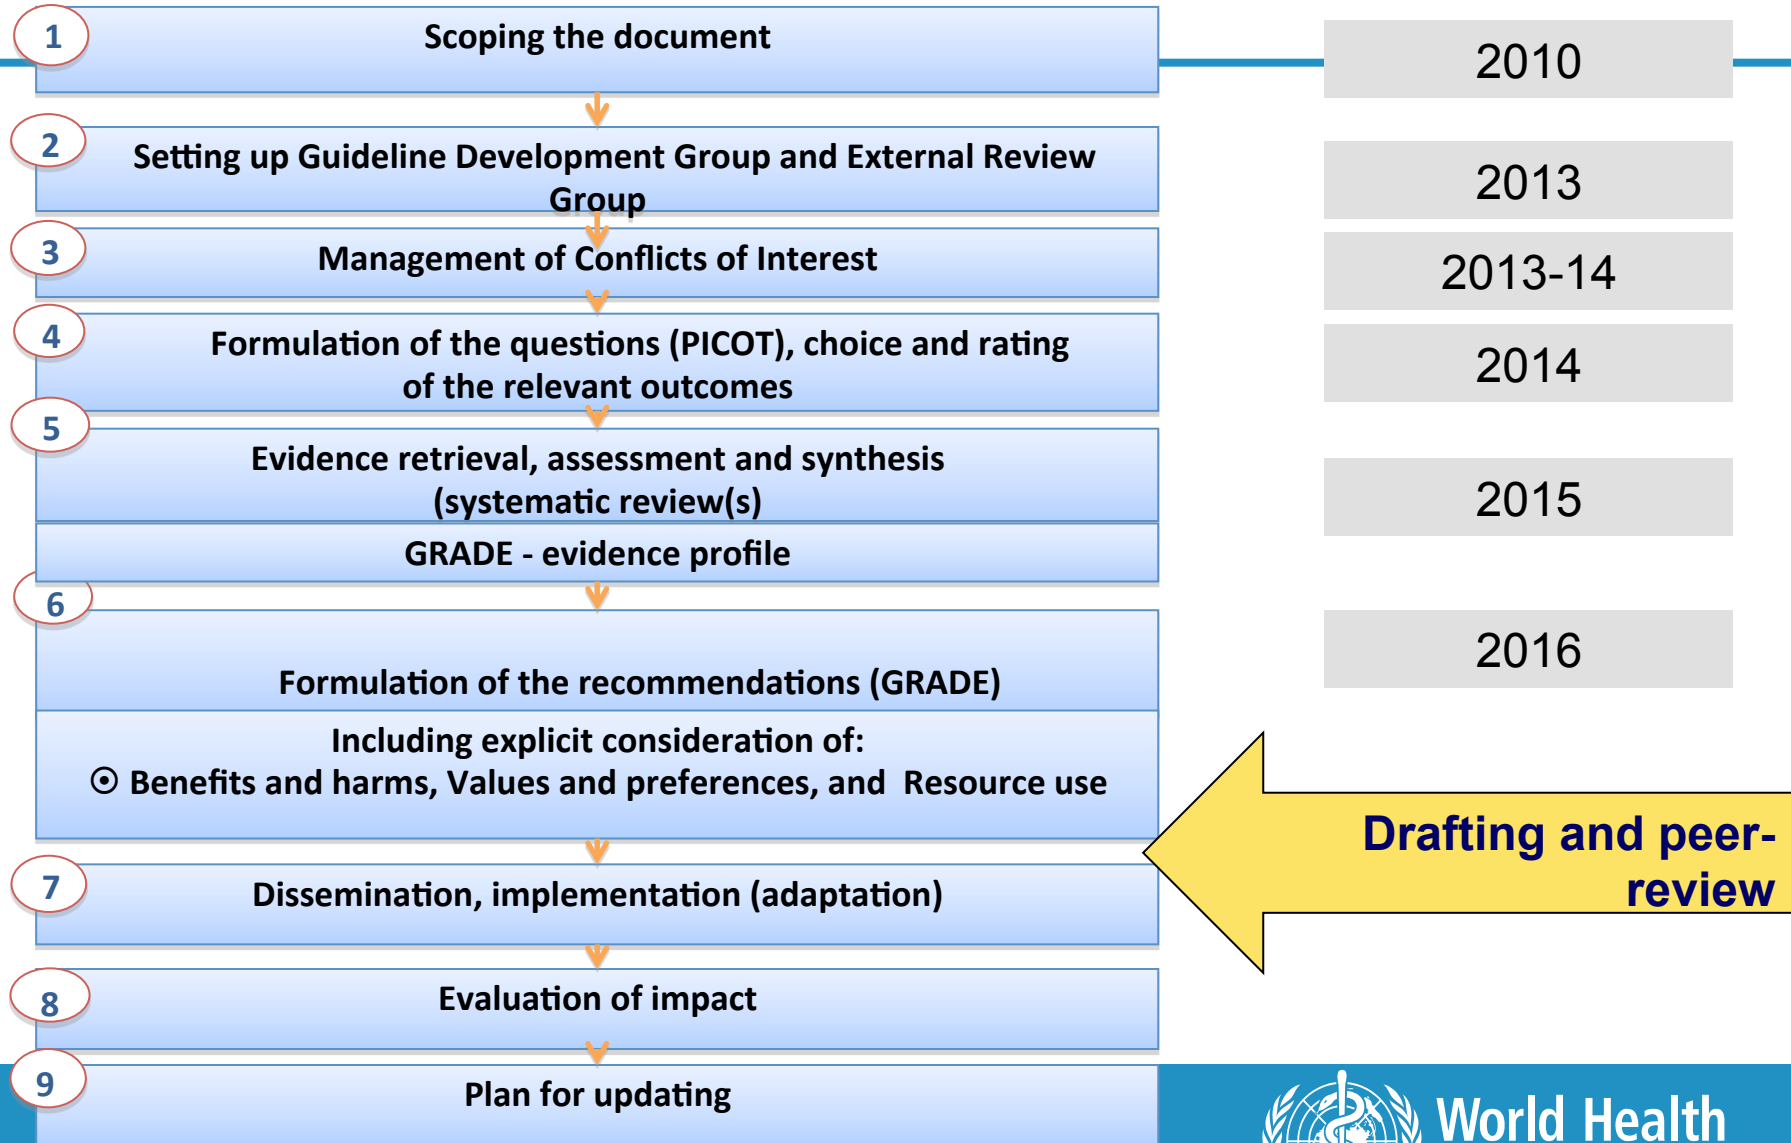 1
Scoping the document
2010
2
Setting up Guideline Development Group and External Review
Group
2013
3
Management of Conflicts of Interest
2013-14
4
Formulation of the questions (PICOT), choice and rating
of the relevant outcomes
2014
5
Evidence retrieval, assessment and synthesis
(systematic review(s)
2015
GRADE - evidence profile
6
Formulation of the recommendations (GRADE)
2016
Including explicit consideration of:
⦿ Benefits and harms, Values and preferences, and Resource use
Drafting and peer-
review
7
Dissemination, implementation (adaptation)
8
Evaluation of impact
9
Plan for updating
World Health